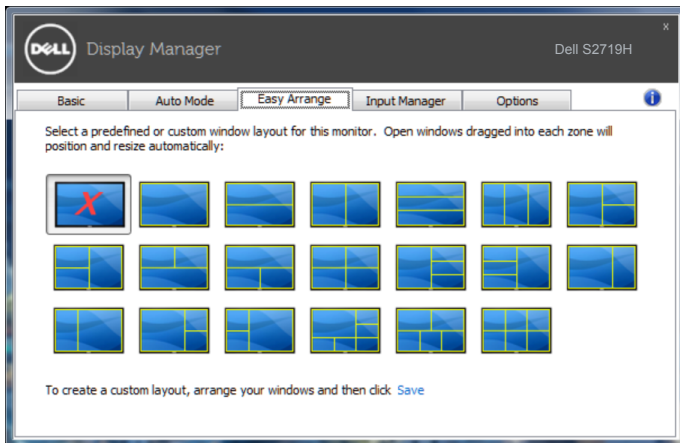 x
DELL
Display Manager
Dell S2719H
Basic
Auto Mode
Easy Arrange
Input Manager
Options
i
Select a predefined or custom window layout for this monitor. Open windows dragged into each zone will
position and resize automatically:
X
To create a custom layout, arrange your windows and then click Save